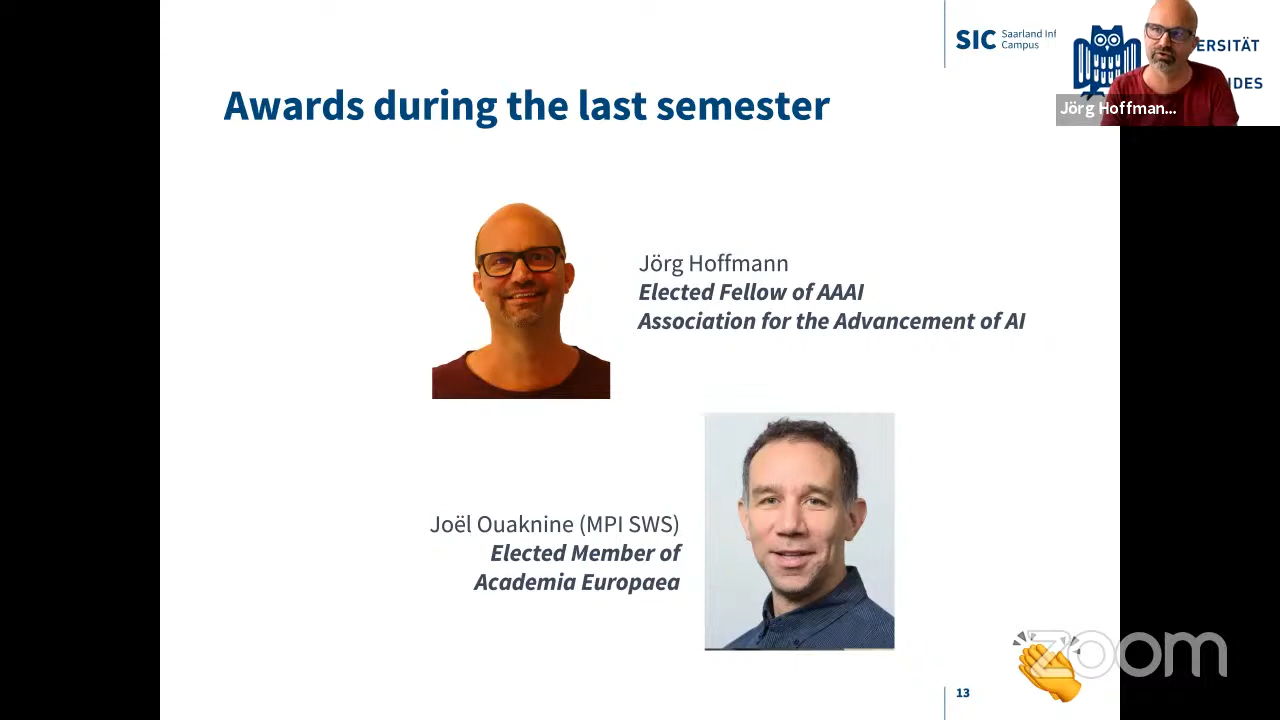 SIC Saarland Inf
Campus
ERSITÄT
DES
Jörg Hoffman...
Awards during the last semester
Jörg Hoffmann
Elected Fellow of AAAI
Association for the Advancement of AI
Joël Ouaknine (MPI SWS)
Elected Member of
Academia Europaea
zoom
13